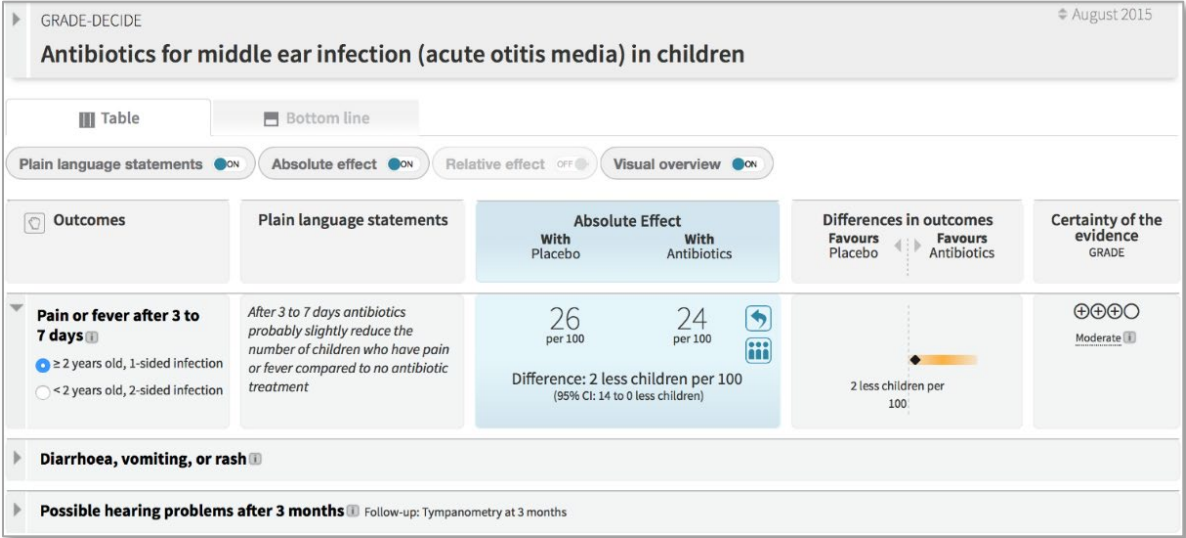 GRADE-DECIDE
August 2015
Antibiotics for middle ear infection (acute otitis media) in children
Table
Bottom line
Plain language statements ON
Absolute effect ON
Relative effect OFF
Visual overview ON
Outcomes
Plain language statements
Absolute Effect
With
Placebo
With
Antibiotics
Differences in outcomes
Favours
Placebo
Favours
Antibiotics
Certainty of the
evidence
GRADE
Pain or fever after 3 to
7 days i
≥ 2 years old, 1-sided infection
< 2 years old, 2-sided infection
After 3 to 7 days antibiotics
probably slightly reduce the
number of children who have pain
or fever compared to no antibiotic
treatment
26
per 100
24
per 100
Difference: 2 less children per 100
(95% CI: 14 to 0 less children)
2 less children per
100
Moderate i
Diarrhoea, vomiting, or rash i
Possible hearing problems after 3 months i Follow-up: Tympanometry at 3 months